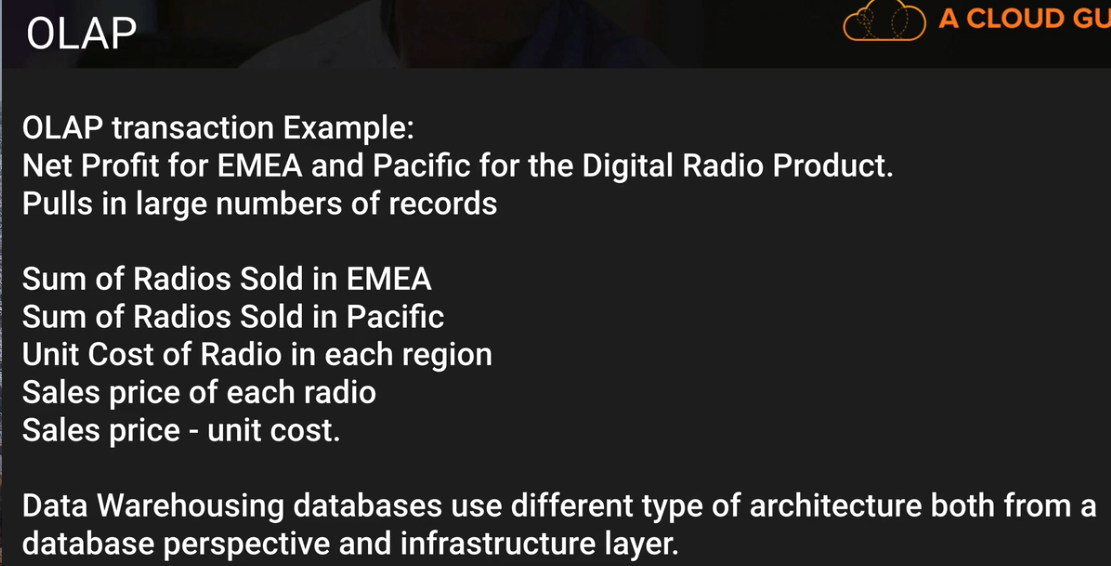 OLAP
A CLOUD GU
OLAP transaction Example:
Net Profit for EMEA and Pacific for the Digital Radio Product.
Pulls in large numbers of records
Sum of Radios Sold in EMEA
Sum of Radios Sold in Pacific
Unit Cost of Radio in each region
Sales price of each radio
Sales price - unit cost.
Data Warehousing databases use different type of architecture both from a
database perspective and infrastructure layer.